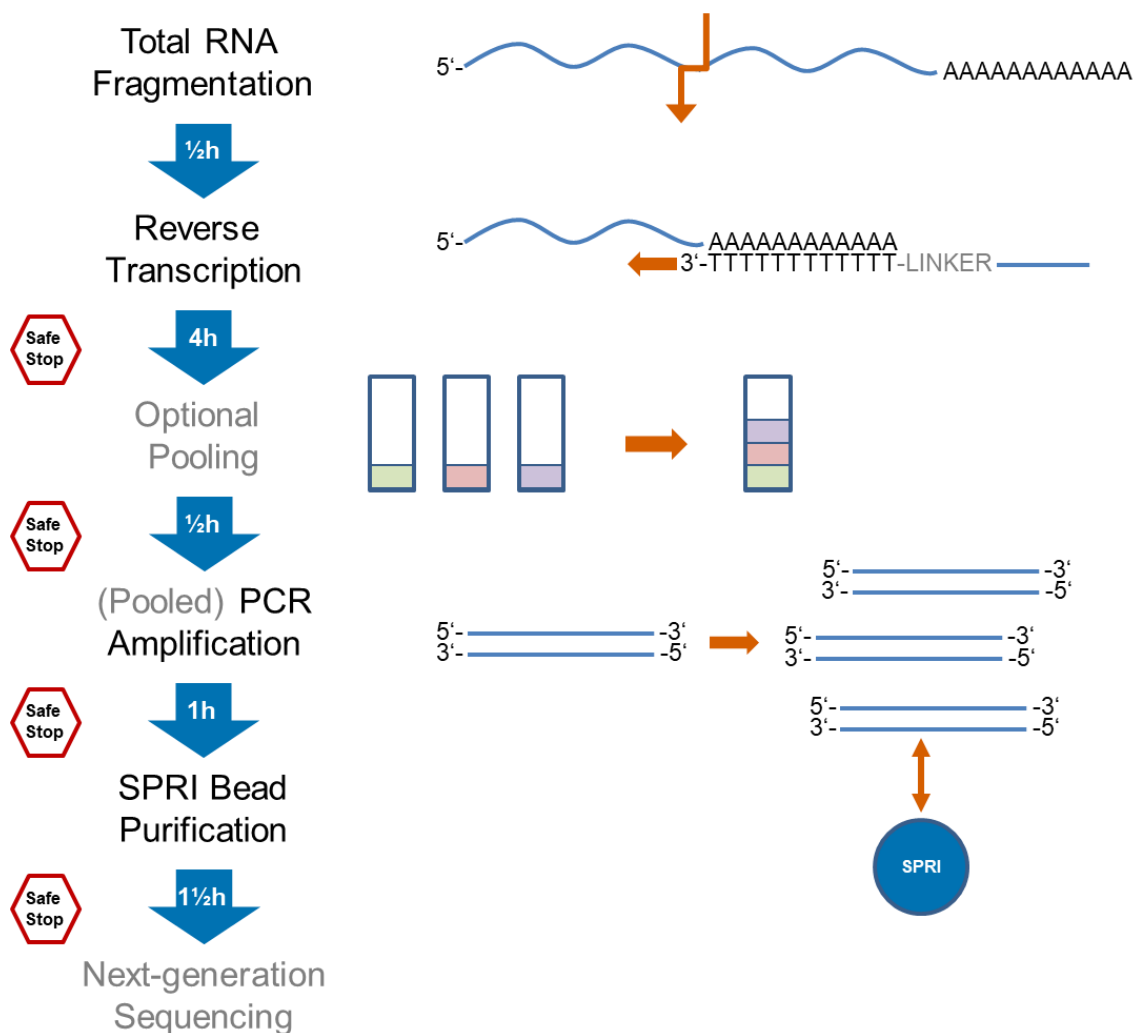 Total RNA
Fragmentation
5‘-
AAAAAAAAAAAA
½h
Reverse
Transcription
5‘-
AAAAAAAAAAAA
3‘-TTTTTTTTTTTT-LINKER
Safe
Stop
4h
Optional
Pooling
Safe
Stop
½h
(Pooled) PCR
Amplification
5‘- -3‘
3‘- -5‘
5‘- -3‘
3‘- -5‘
5‘- -3‘
3‘- -5‘
5‘- -3‘
3‘- -5‘
Safe
Stop
1h
SPRI Bead
Purification
SPRI
Safe
Stop
1½h
Next-generation
Sequencing